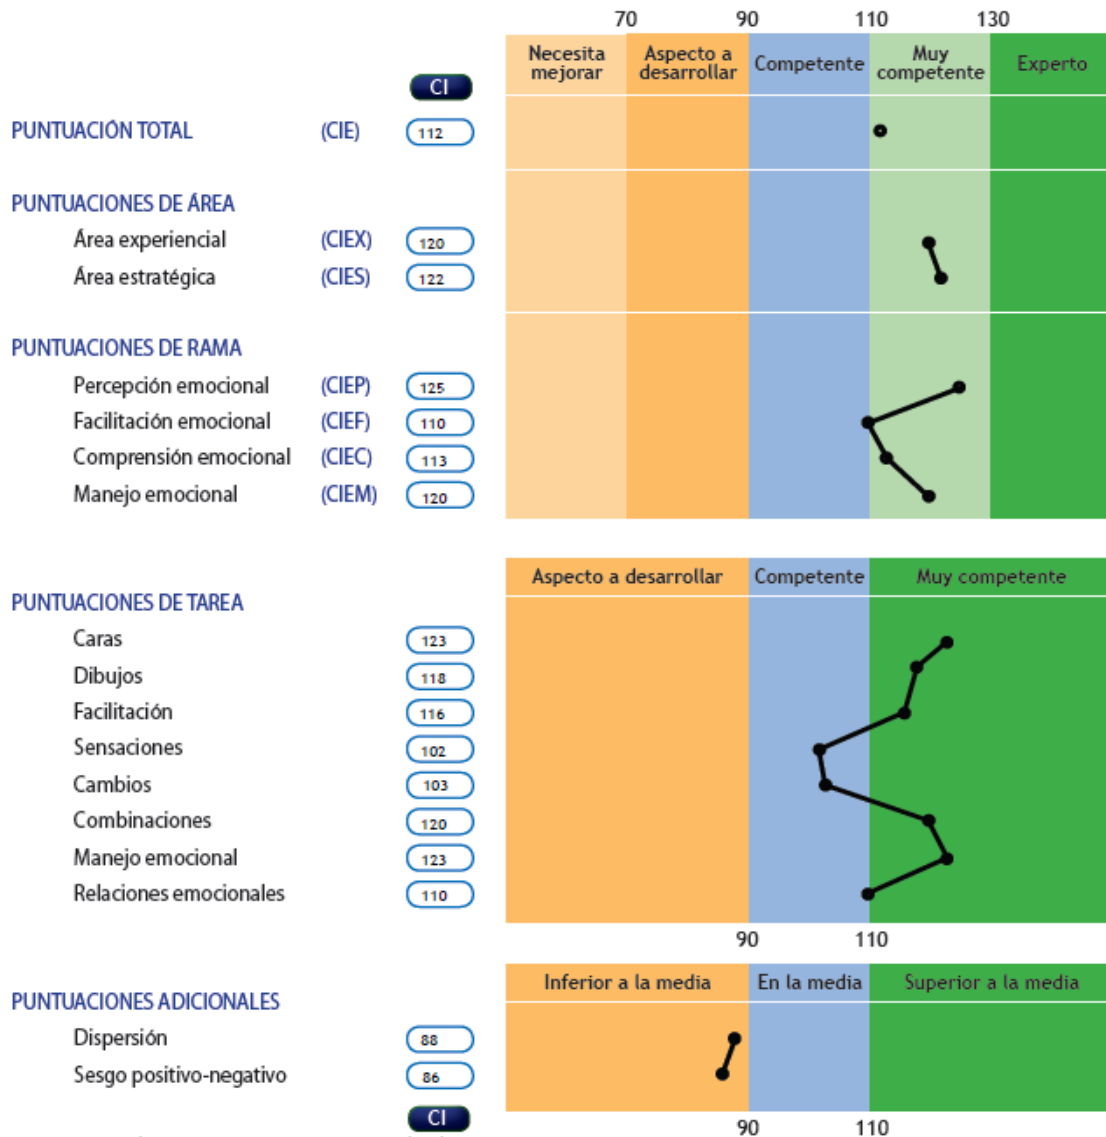 70 90 110 130
Necesita mejorar Aspecto a desarrollar Competente Muy competente Experto
CI
PUNTUACIÓN TOTAL (CIE) 112
PUNTUACIONES DE ÁREA
Área experiencial (CIEX) 120
Área estratégica (CIES) 122
PUNTUACIONES DE RAMA
Percepción emocional (CIEP) 125
Facilitación emocional (CIEF) 110
Comprensión emocional (CIEC) 113
Manejo emocional (CIEM) 120
Aspecto a desarrollar Competente Muy competente
PUNTUACIONES DE TAREA
Caras 123
Dibujos 118
Facilitación 116
Sensaciones 102
Cambios 103
Combinaciones 120
Manejo emocional 123
Relaciones emocionales 110
90 110
Inferior a la media En la media Superior a la media
PUNTUACIONES ADICIONALES
Dispersión 88
Sesgo positivo-negativo 86
CI
90 110